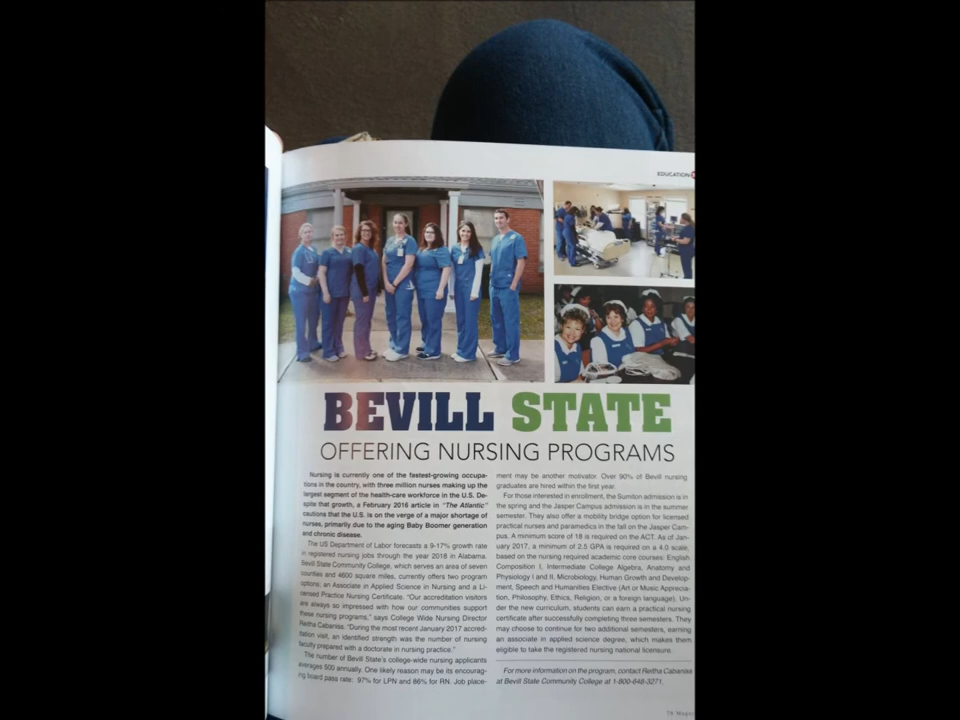 EDUCATION
BEVILL STATE
OFFERING NURSING PROGRAMS
Nursing is currently one of the fastest-growing occupa-
tions in the country, with three million nurses making up the
largest segment of the health-care workforce in the U.S. De-
spite that growth, a February 2016 article in "The Atlantic"
cautions that the U.S. is on the verge of a major shortage of
nurses, primarily due to the aging Baby Boomer generation
and chronic disease.
The US Department of Labor forecasts a 9-17% growth rate
in registered nursing jobs through the year 2018 in Alabama.
Bevill State Community College, which serves an area of seven
counties and 4600 square miles, currently offers two program
options; an Associate in Applied Science in Nursing and a Li-
censed Practice Nursing Certificate. "Our accreditation visitors
are always so impressed with how our communities support
these nursing programs," says College Wide Nursing Director
Reitha Cabaniss. "During the most recent January 2017 accred-
itation visit, an identified strength was the number of nursing
faculty prepared with a doctorate in nursing practice."
The number of Bevill State's college-wide nursing applicants
averages 500 annually. One likely reason may be its encourag-
ing board pass rate: 97% for LPN and 86% for RN. Job place-
ment may be another motivator. Over 90% of Bevill nursing
graduates are hired within the first year.
For those interested in enrollment, the Sumiton admission is in
the spring and the Jasper Campus admission is in the summer
semester. They also offer a mobility bridge option for licensed
practical nurses and paramedics in the fall on the Jasper Cam-
pus. A minimum score of 18 is required on the ACT. As of Jan-
uary 2017, a minimum of 2.5 GPA is required on a 4.0 scale,
based on the nursing required academic core courses: English
Composition I, Intermediate College Algebra, Anatomy and
Physiology I and II, Microbiology, Human Growth and Develop-
ment, Speech and Humanities Elective (Art or Music Apprecia-
tion, Philosophy, Ethics, Religion, or a foreign language). Un-
der the new curriculum, students can earn a practical nursing
certificate after successfully completing three semesters. They
may choose to continue for two additional semesters, earning
an associate in applied science degree, which makes them
eligible to take the registered nursing national licensure.
For more information on the program, contact Reitha Cabaniss
at Bevill State Community College at 1-800-648-3271.